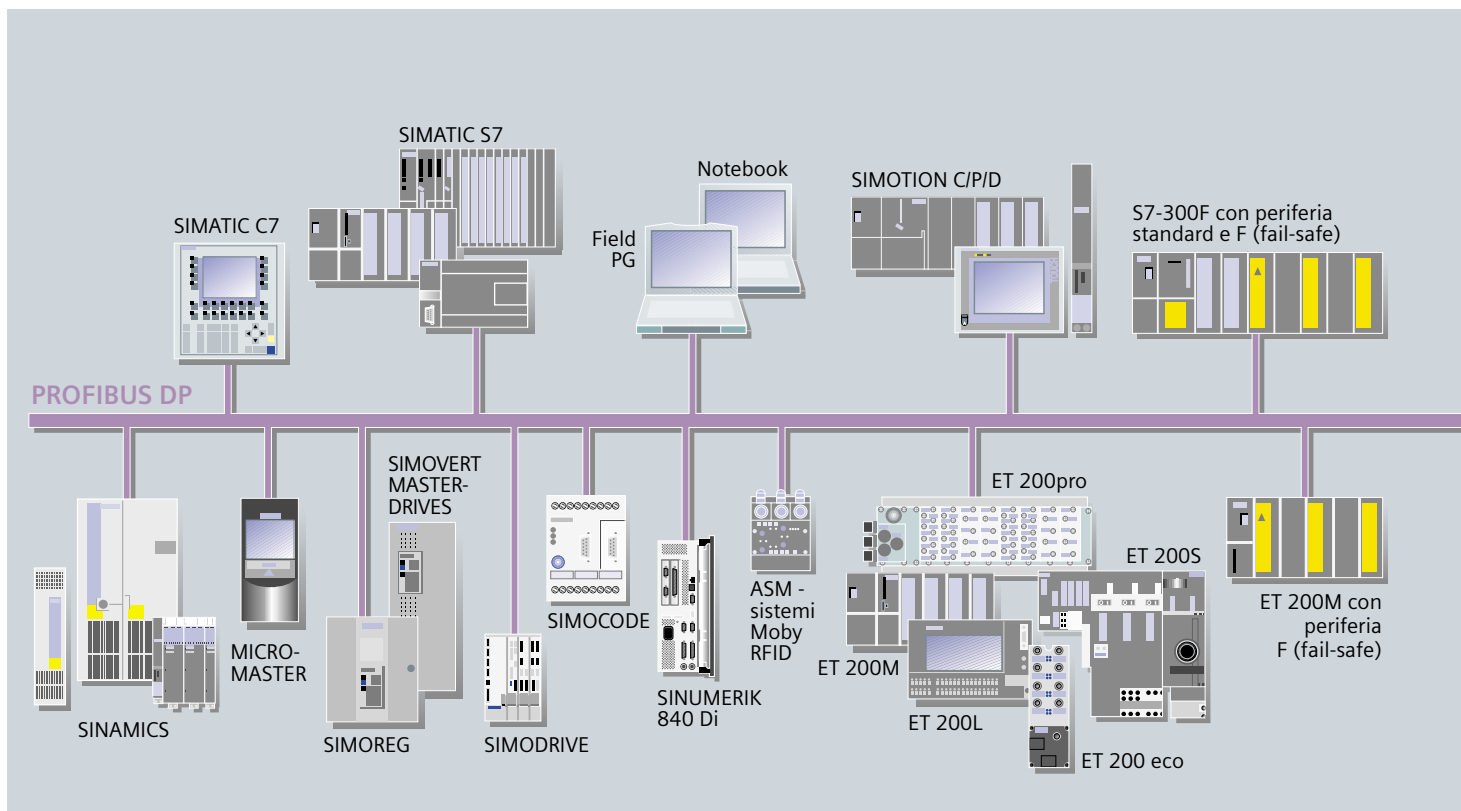 SIMATIC S7
Notebook
SIMOTION C/P/D
SIMATIC C7
Field
PG
S7-300F con periferia
standard e F (fail-safe)
PROFIBUS DP
SIMOVERT
MASTER-
DRIVES
ET 200pro
ET 200S
SIMOCODE
ASM -
sistemi
Moby
RFID
ET 200M con
periferia
F (fail-safe)
MICRO-
MASTER
ET 200M
SINUMERIK
840 Di
SINAMICS
SIMOREG
SIMODRIVE
ET 200L
ET 200 eco